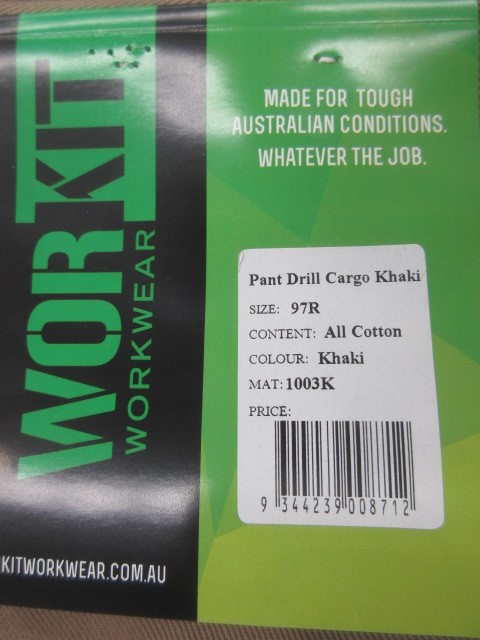 WORKIT
WORKWEAR
KITWORKWEAR.COM.AU
MADE FOR TOUGH
AUSTRALIAN CONDITIONS.
WHATEVER THE JOB.
Pant Drill Cargo Khaki
SIZE: 97R
CONTENT: All Cotton
COLOUR: Khaki
MAT: 1003K
PRICE:
9 344239 008712